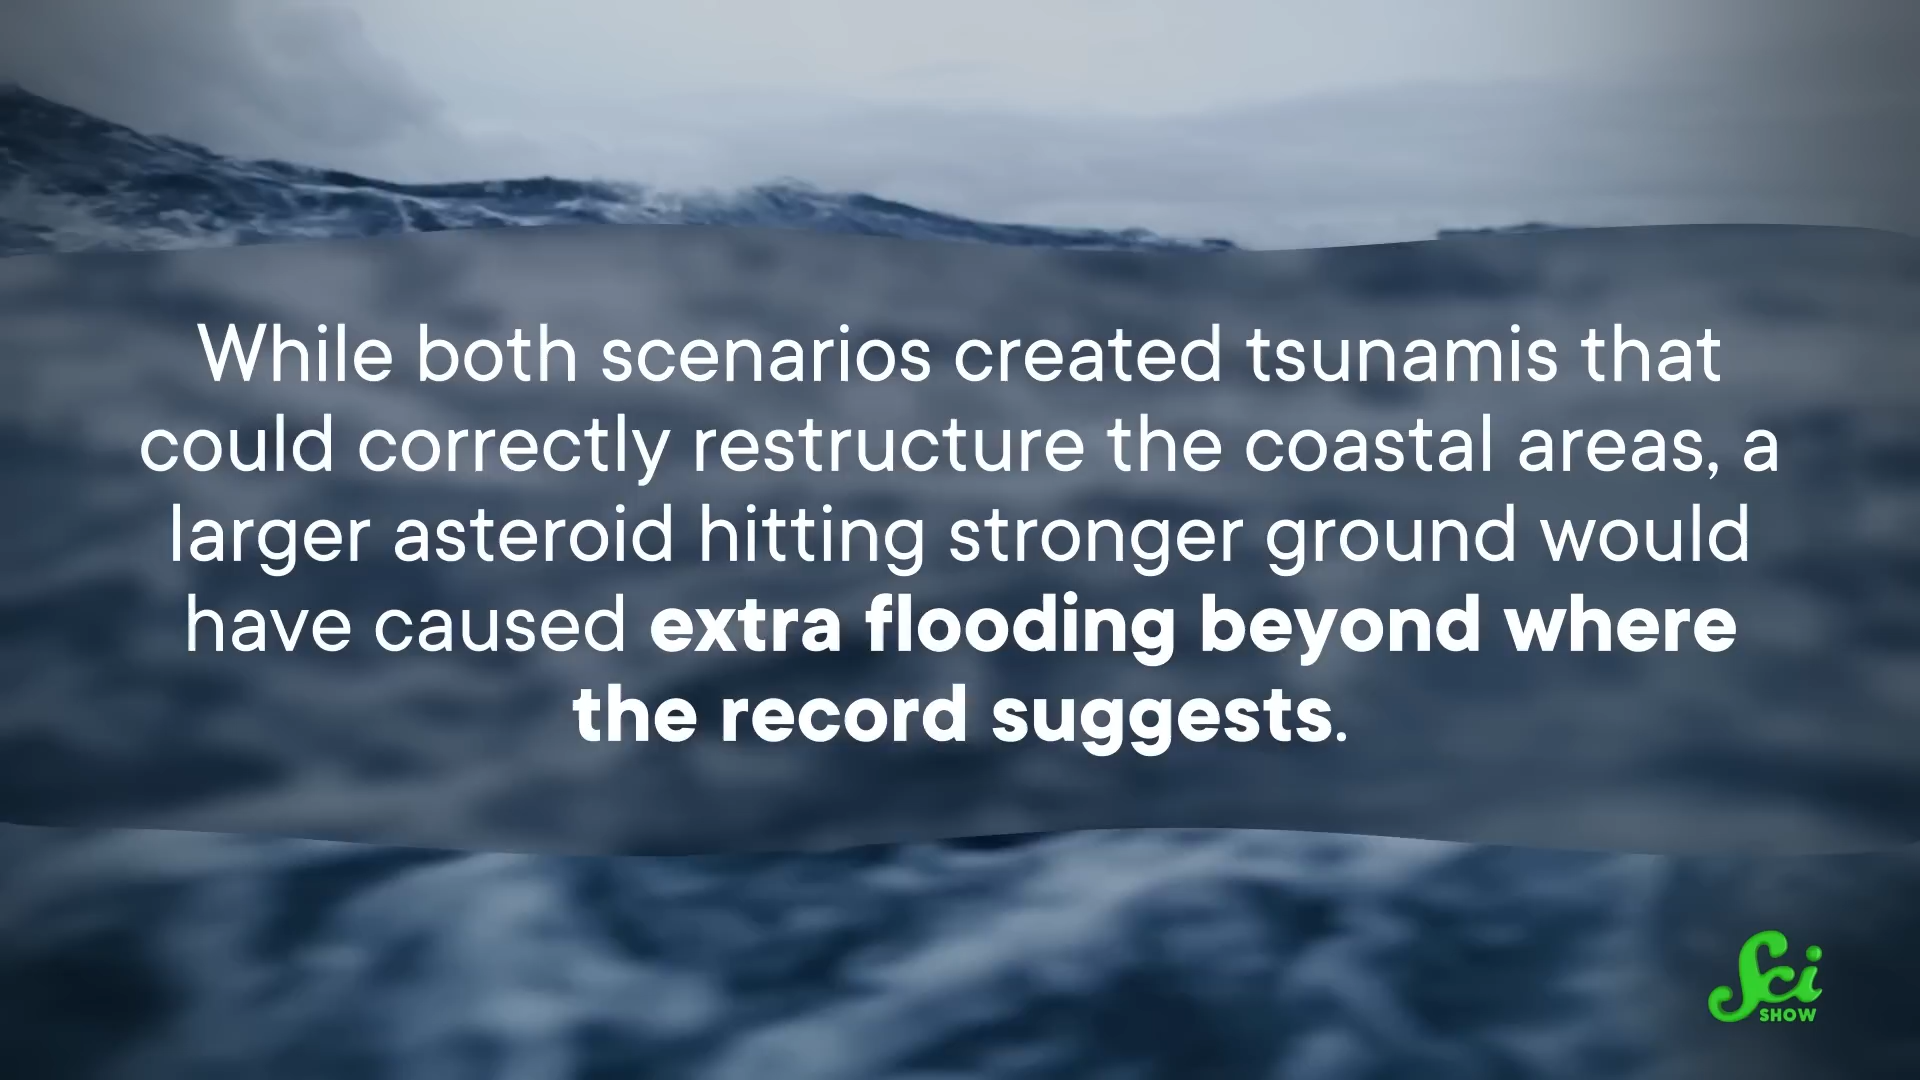 While both scenarios created tsunamis that
could correctly restructure the coastal areas, a
larger asteroid hitting stronger ground would
have caused extra flooding beyond where
the record suggests.
Sci
SHOW